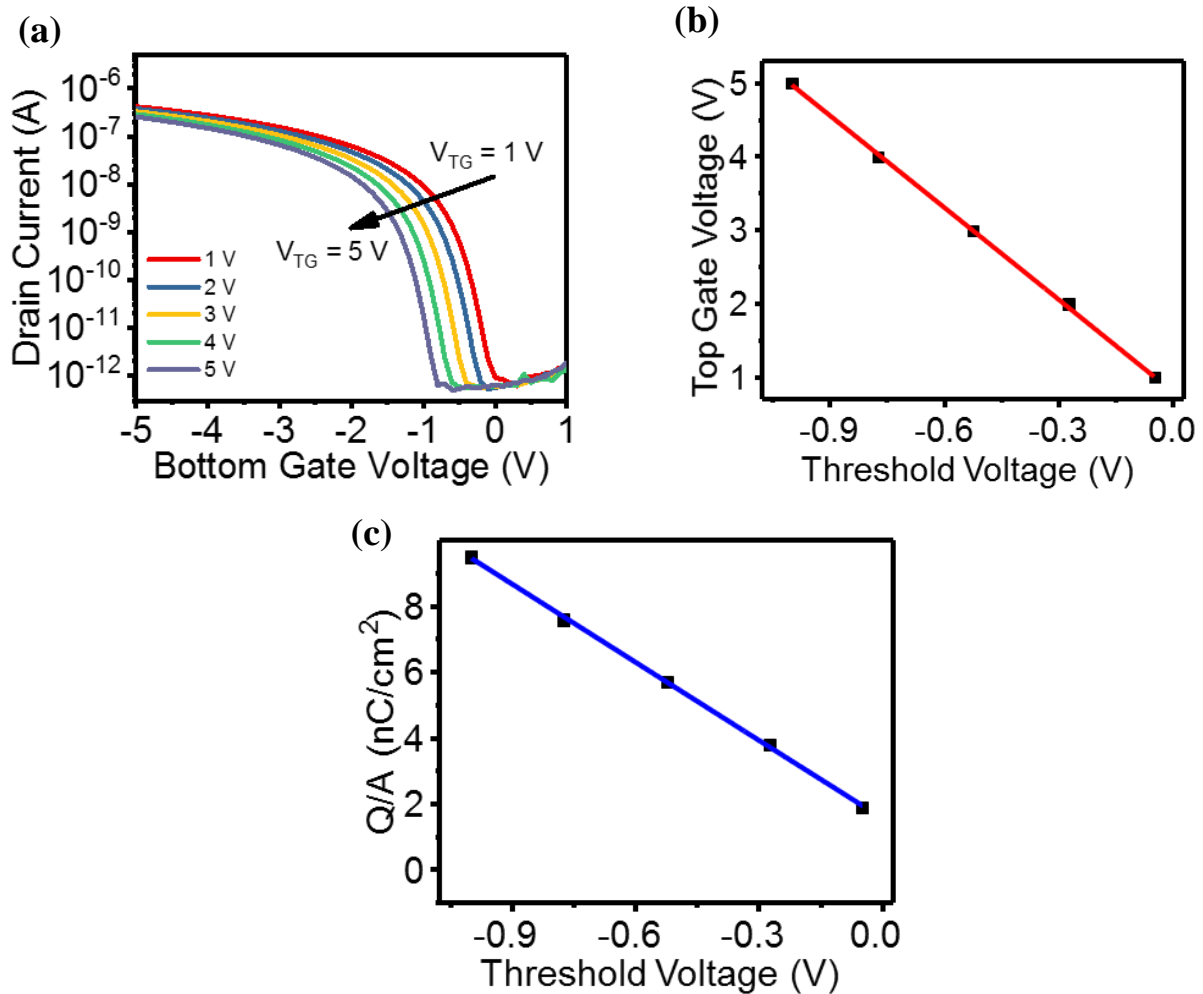 (a)
Drain Current (A)
10⁻⁶
10⁻⁷
10⁻⁸
10⁻⁹
10⁻¹⁰
10⁻¹¹
10⁻¹²
V_TG = 1 V
V_TG = 5 V
1 V
2 V
3 V
4 V
5 V
-5 -4 -3 -2 -1 0 1
Bottom Gate Voltage (V)
(b)
Top Gate Voltage (V)
5
4
3
2
1
-0.9 -0.6 -0.3 0.0
Threshold Voltage (V)
(c)
Q/A (nC/cm²)
8
6
4
2
0
-0.9 -0.6 -0.3 0.0
Threshold Voltage (V)